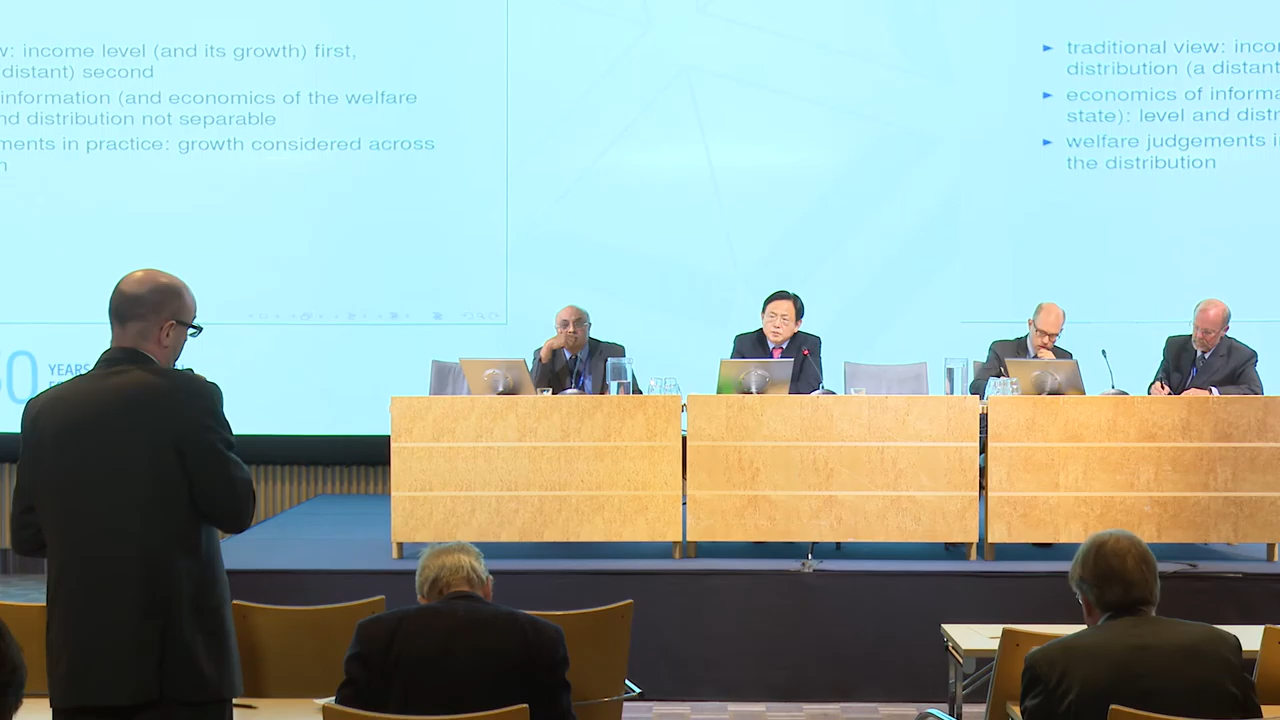 w: income level (and its growth) first,
distant) second
information (and economics of the welfare
nd distribution not separable
ments in practice: growth considered across
n
50
YEARS
traditional view: inco
distribution (a distant
economics of informa
state): level and distr
welfare judgements i
the distribution